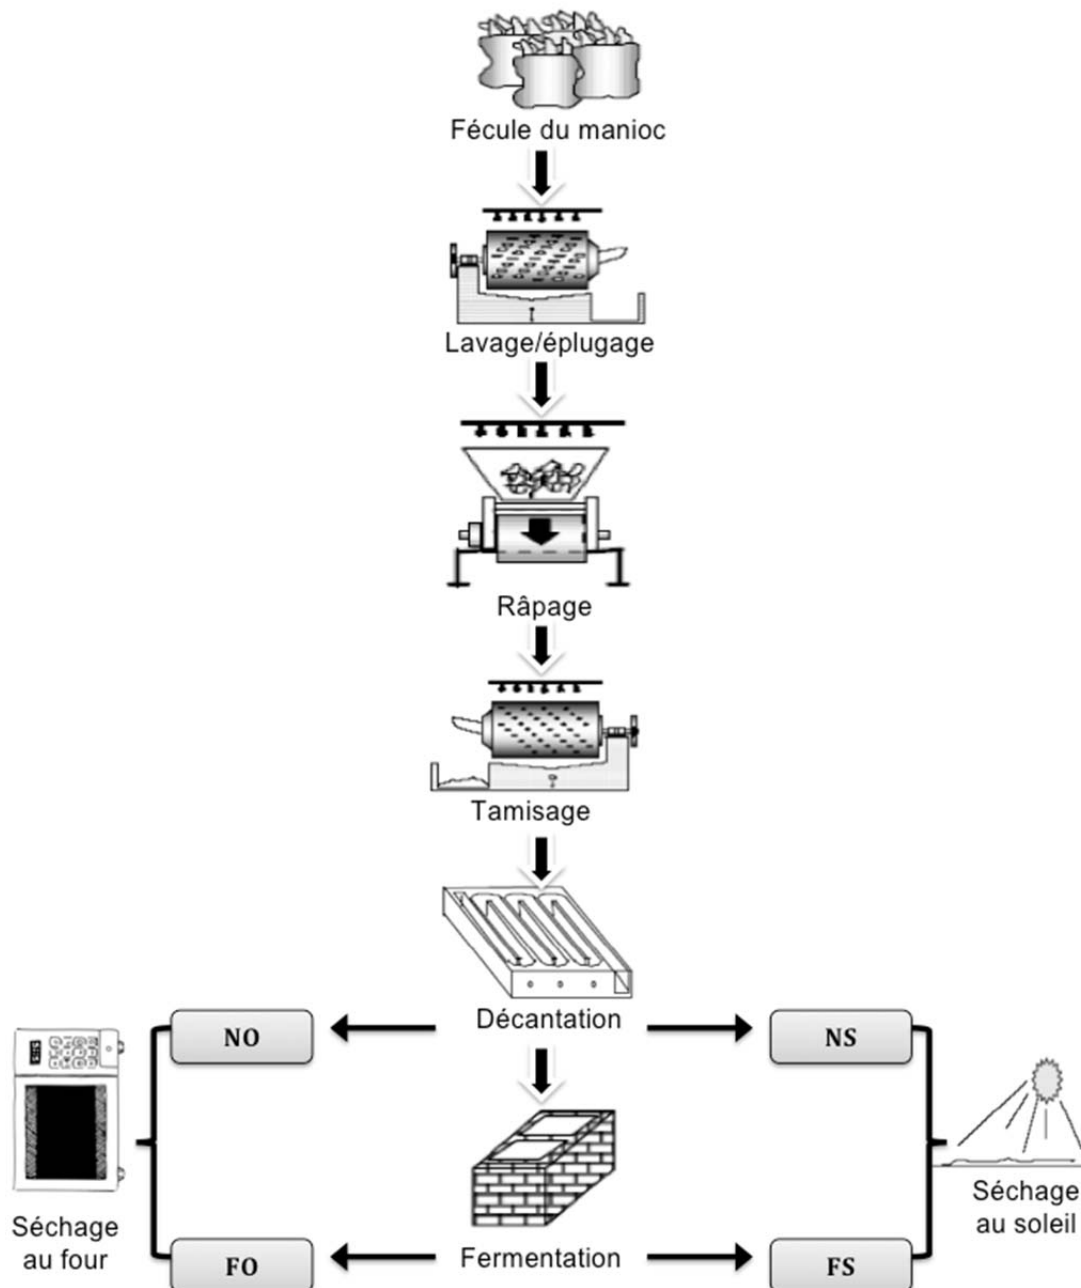 Fécule du manioc
Lavage/éplugage
Râpage
Tamisage
Décantation
NO
NS
Séchage
au four
Séchage
au soleil
Fermentation
FO
FS